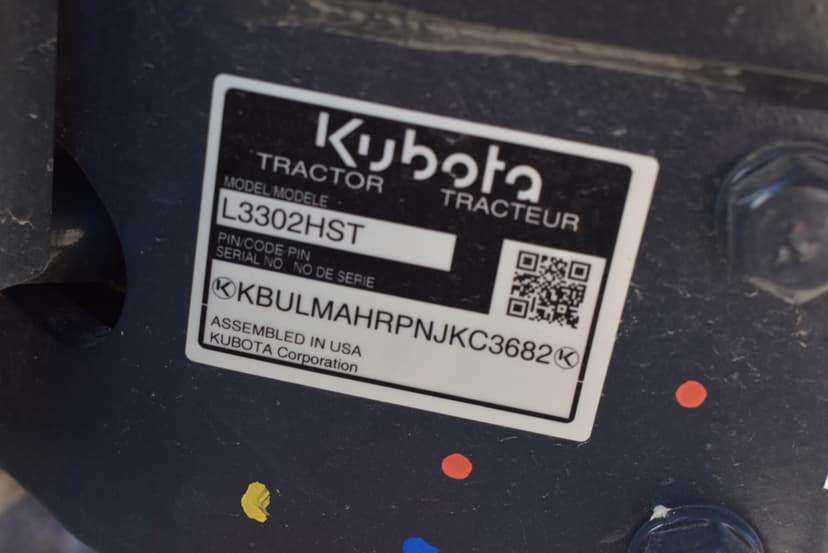 Kubota
TRACTOR TRACTEUR
MODEL MODELE
L3302HST
PIN/CODE PIN
SERIAL NO. NO DE SERIE
KBULMAHRPNJKC3682
ASSEMBLED IN USA
KUBOTA Corporation